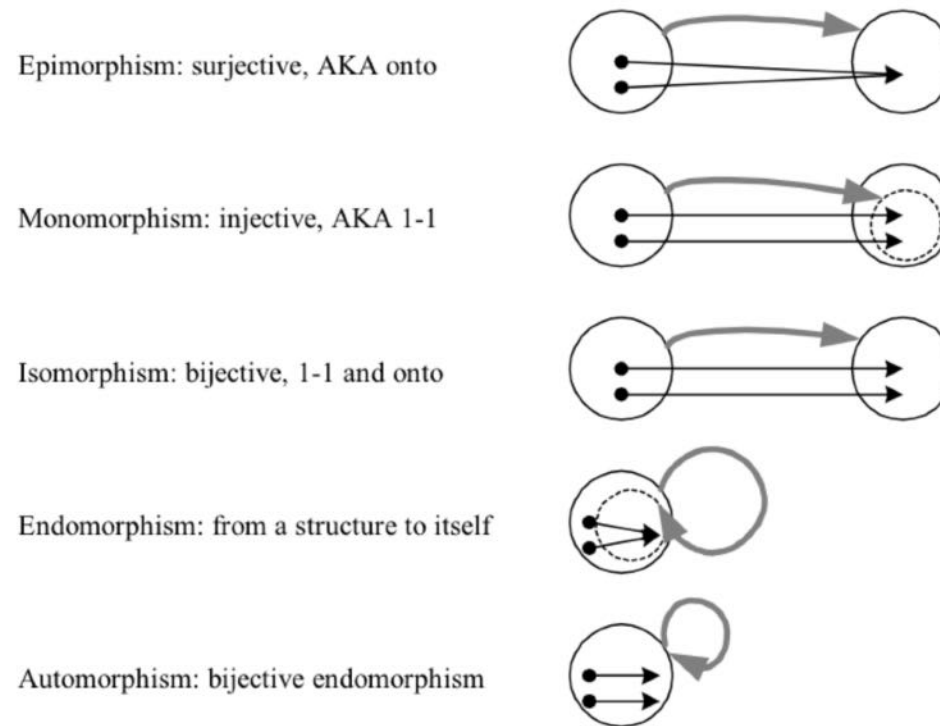 Epimorphism: surjective, AKA onto
Monomorphism: injective, AKA 1-1
Isomorphism: bijective, 1-1 and onto
Endomorphism: from a structure to itself
Automorphism: bijective endomorphism